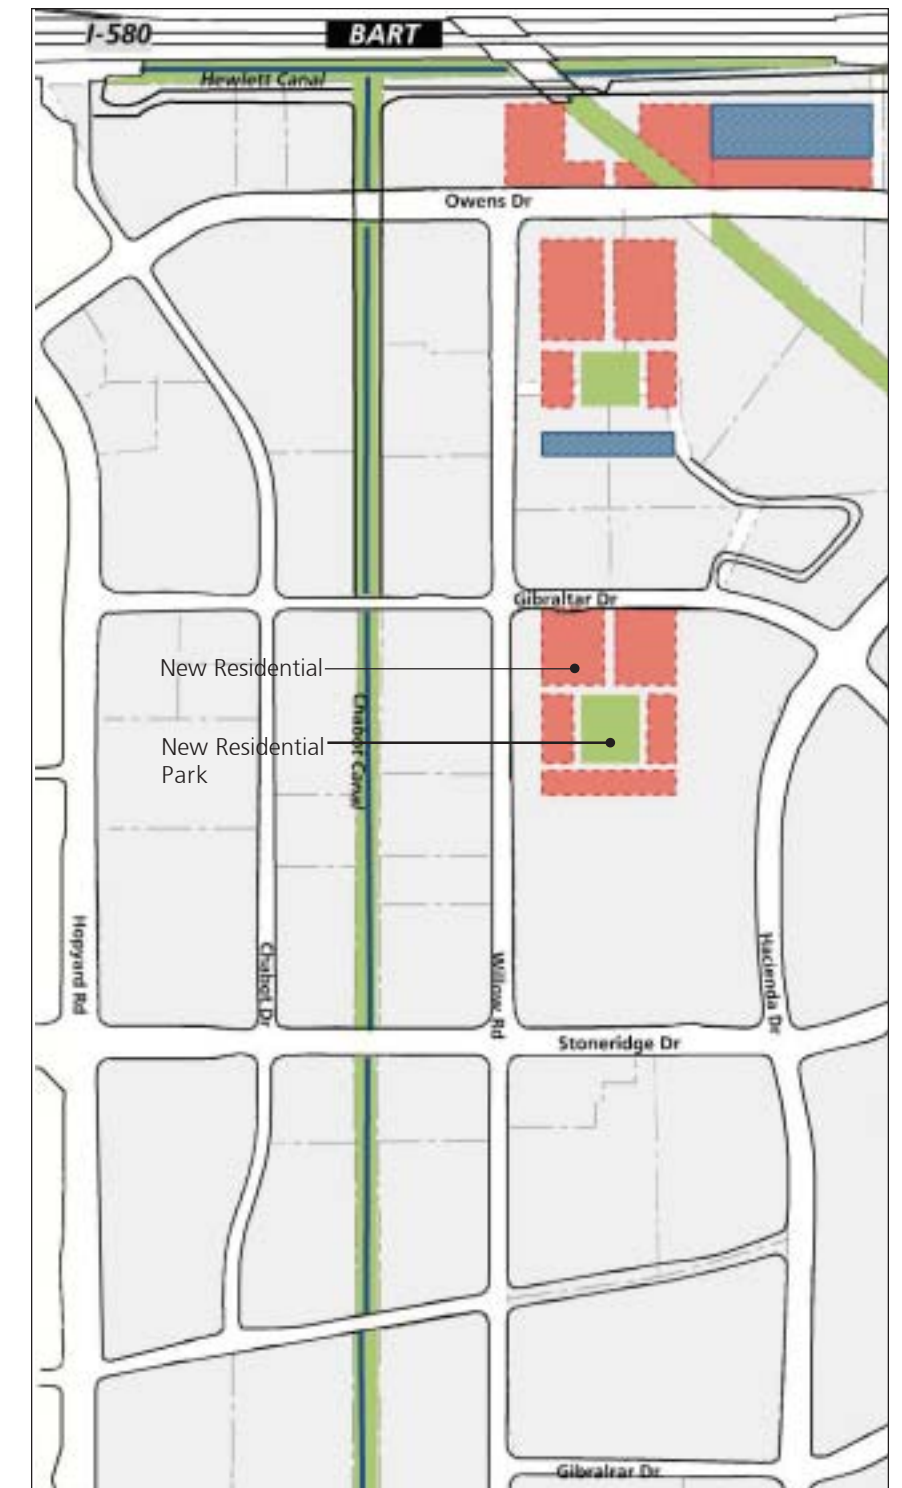 I-580
BART
Hewlett Canal
Owens Dr
Gibraltar Dr
New Residential
Chabot Canal
New Residential
Park
Hopyard Rd
Chabot Dr
Willow Rd
Hacienda Dr
Stoneridge Dr
Gibralrar Dr